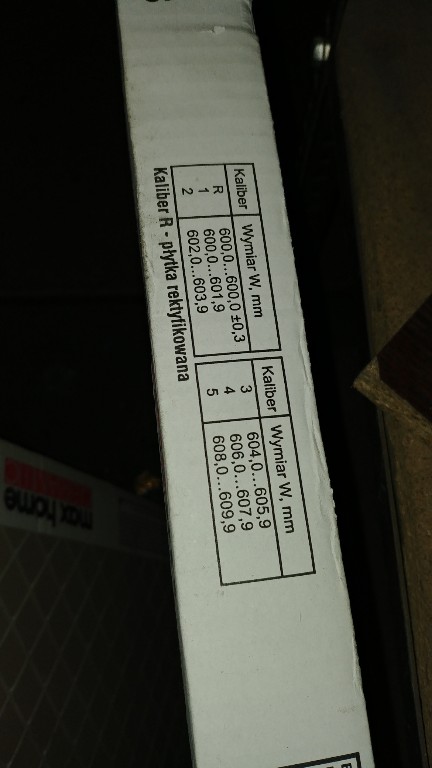 Kaliber Wymiar W, mm
R 600,0...600,0 ±0,3
1 600,0...601,9
2 602,0...603,9
Kaliber Wymiar W, mm
3 604,0...605,9
4 606,0...607,9
5 608,0...609,9
Kaliber R - płytka rektyfikowana
max home